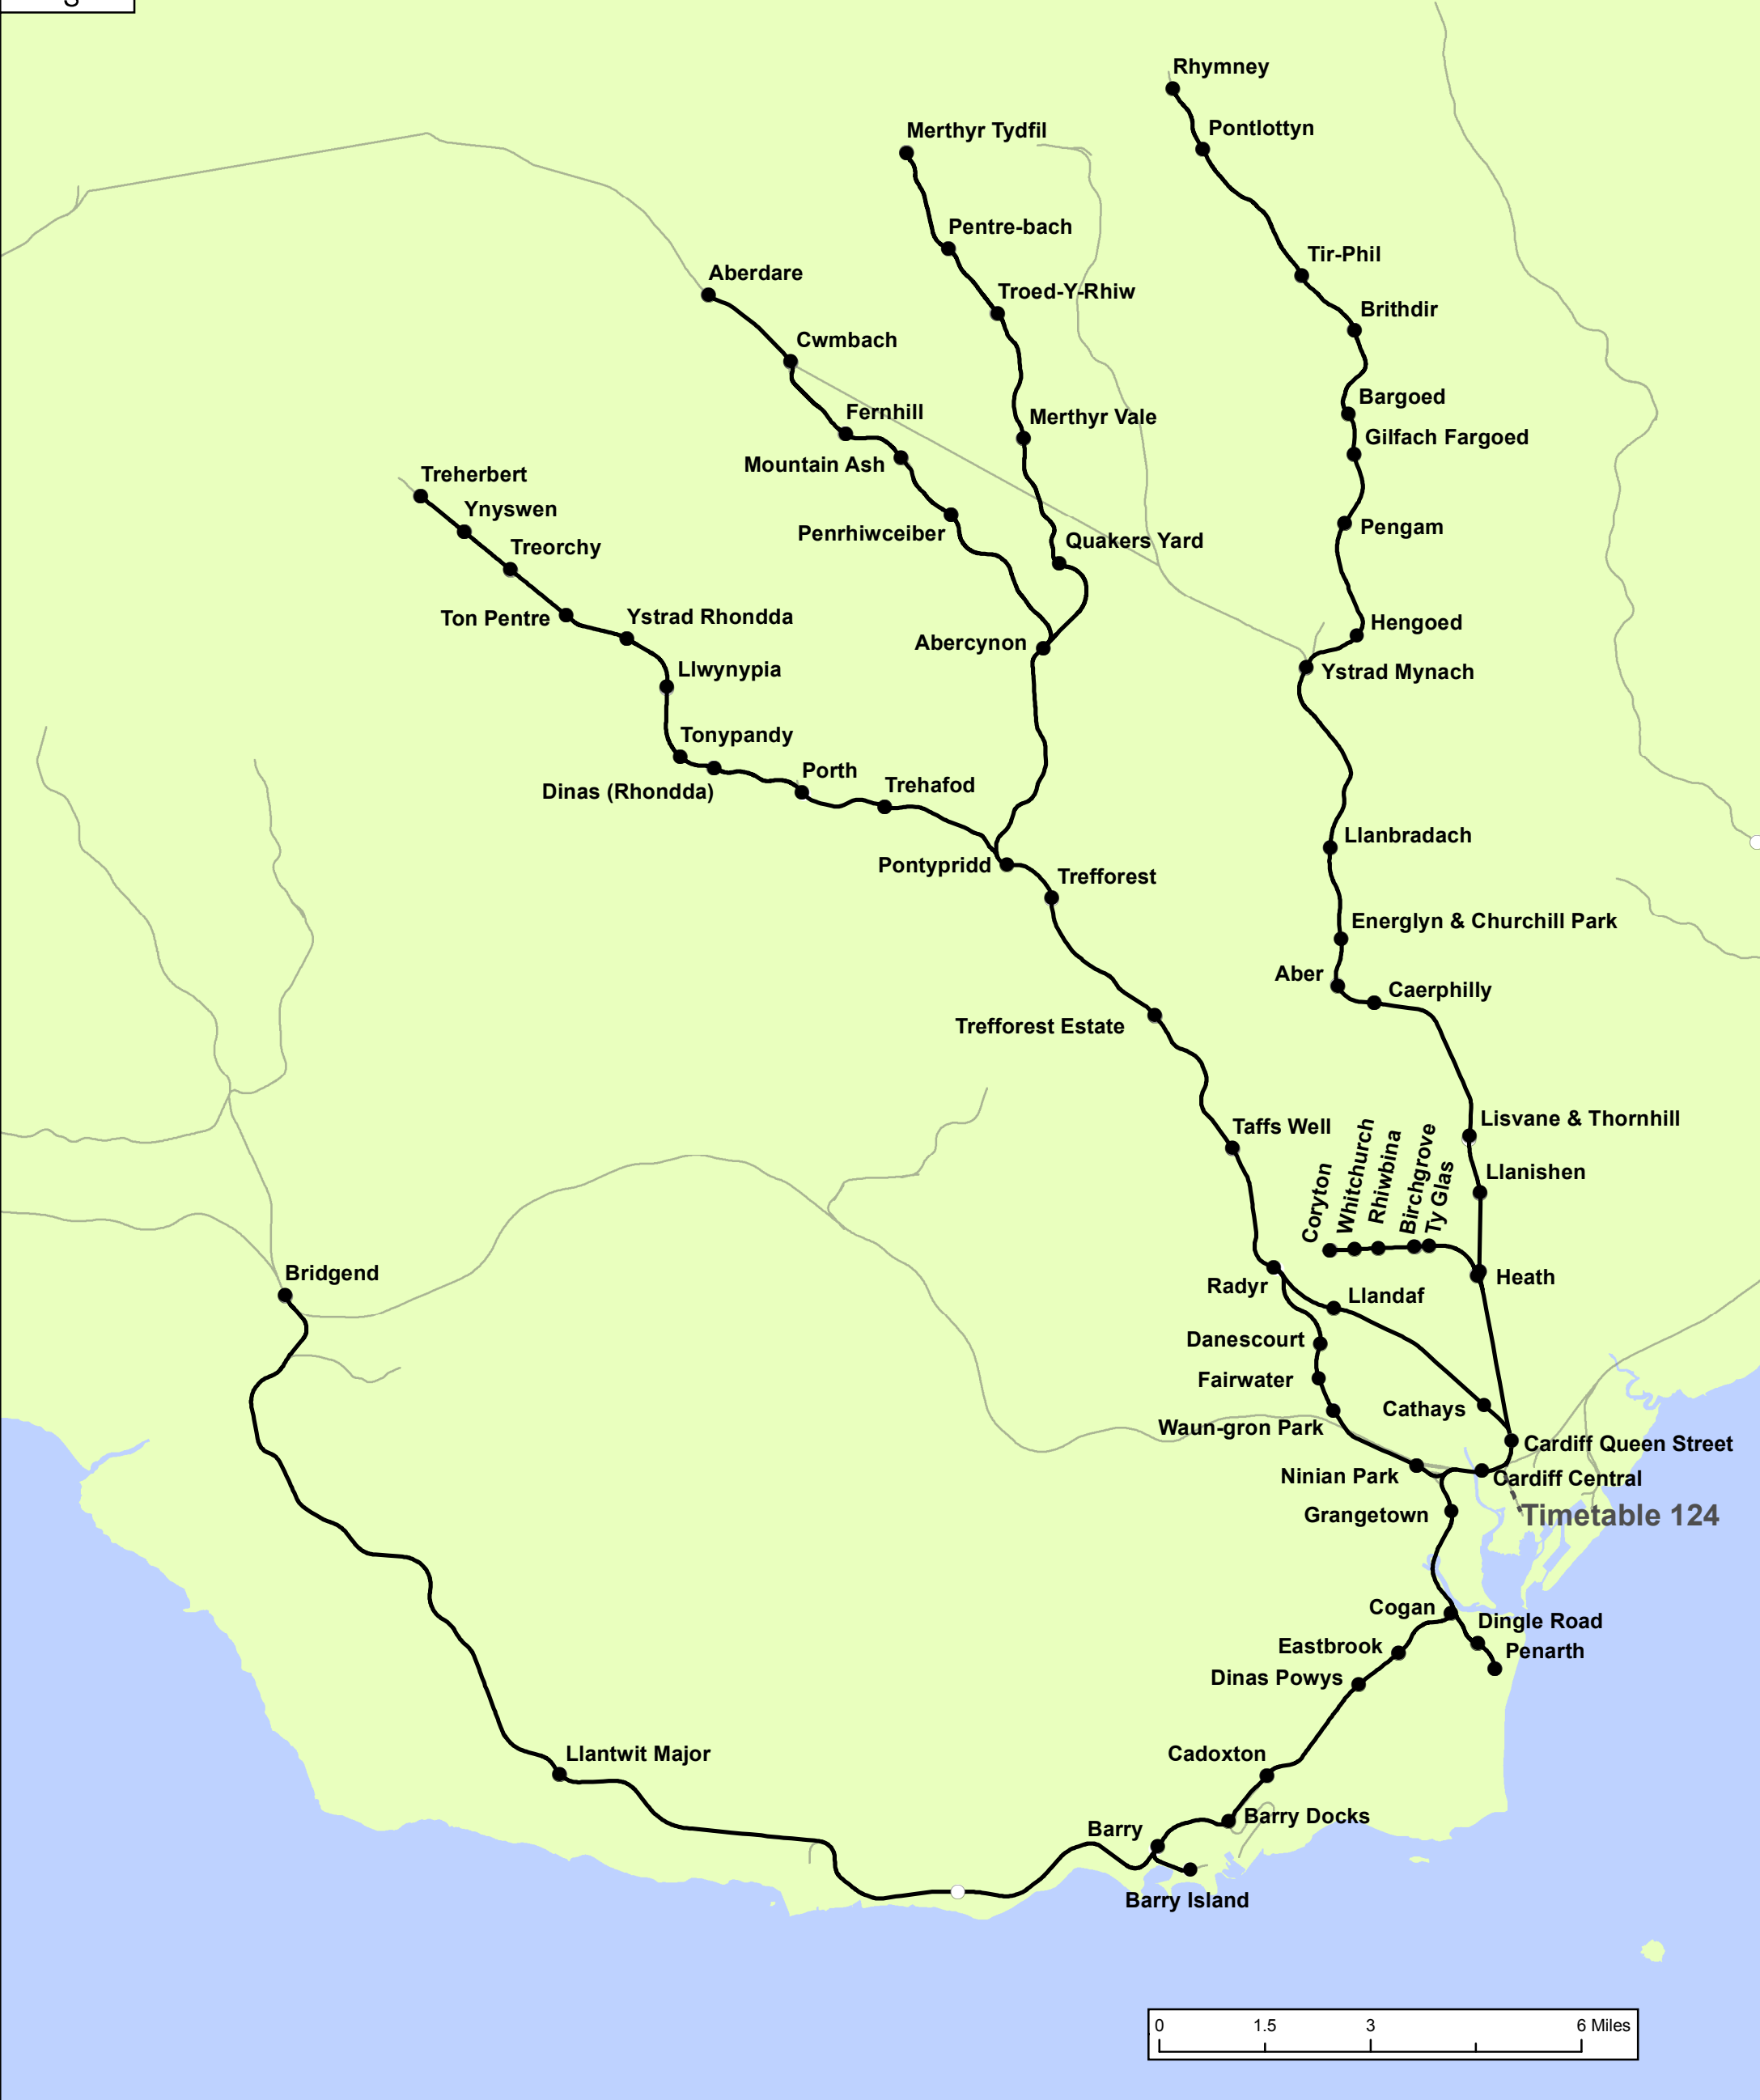 Rhymney
Merthyr Tydfil
Pontlottyn
Pentre-bach
Tir-Phil
Aberdare
Troed-Y-Rhiw
Brithdir
Cwmbach
Bargoed
Fernhill
Merthyr Vale
Gilfach Fargoed
Mountain Ash
Treherbert
Ynyswen
Pengam
Penrhiwceiber
Quakers Yard
Treorchy
Ton Pentre
Ystrad Rhondda
Hengoed
Abercynon
Llwynypia
Ystrad Mynach
Tonypandy
Porth
Trehafod
Dinas (Rhondda)
Llanbradach
Pontypridd
Trefforest
Energlyn & Churchill Park
Aber
Caerphilly
Trefforest Estate
Taffs Well
Lisvane & Thornhill
Llanishen
Coryton
Whitchurch
Rhiwbina
Birchgrove
Ty Glas
Bridgend
Heath
Radyr
Llandaf
Danescourt
Fairwater
Cathays
Waun-gron Park
Cardiff Queen Street
Ninian Park
Cardiff Central
Grangetown
Timetable 124
Cogan
Dingle Road
Eastbrook
Penarth
Dinas Powys
Llantwit Major
Cadoxton
Barry Docks
Barry
Barry Island
0 1.5 3 6 Miles